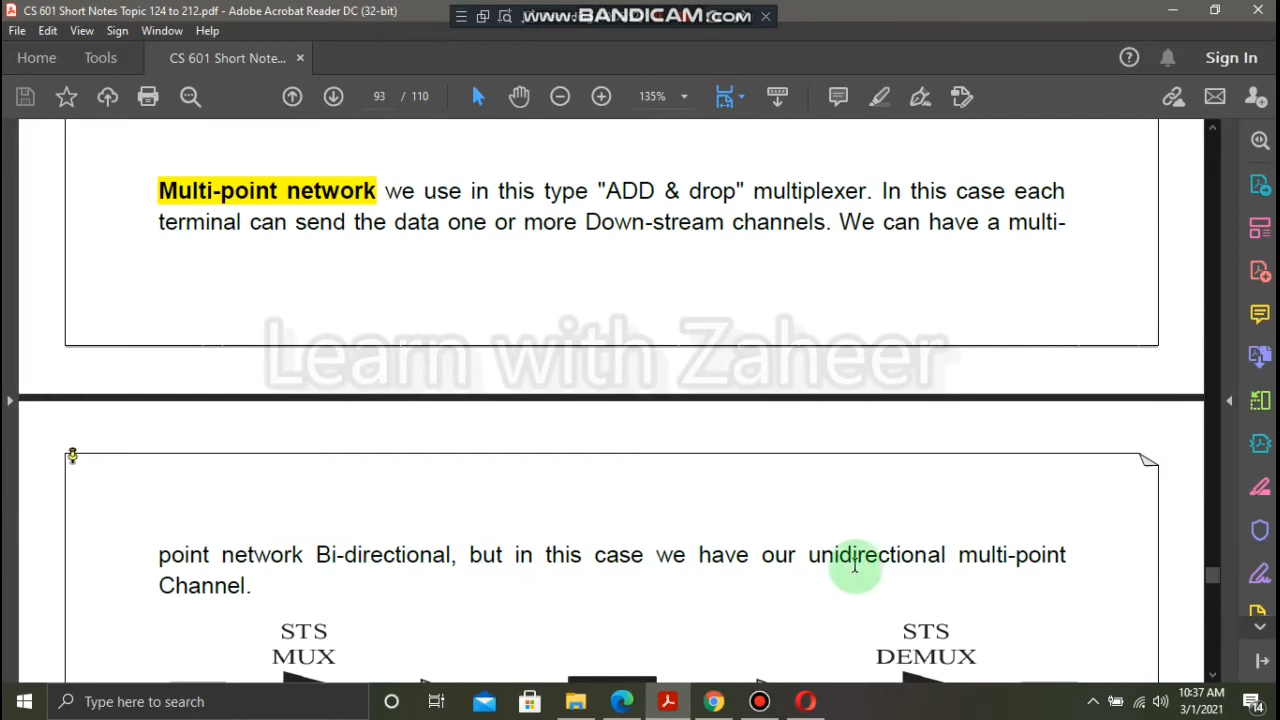 CS 601 Short Notes Topic 124 to 212.pdf - Adobe Acrobat Reader DC (32-bit)
www.BANDICAM.com
File Edit View Sign Window Help
Home Tools CS 601 Short Note... × Sign In
93 / 110 135%
Multi-point network we use in this type "ADD & drop" multiplexer. In this case each
terminal can send the data one or more Down-stream channels. We can have a multi-
Learn with Zaheer
point network Bi-directional, but in this case we have our unidirectional multi-point
Channel.
STS STS
MUX DEMUX
Type here to search
10:37 AM
3/1/2021
14